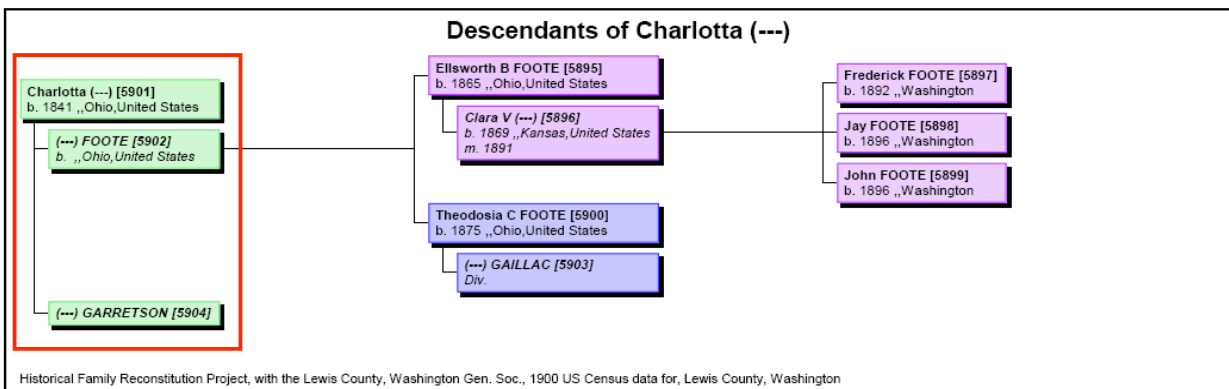 Descendants of Charlotta (---)
Charlotta (---) [5901]
b. 1841 ,,Ohio,United States
(---) FOOTE [5902]
b. ,,Ohio,United States
(---) GARRETSON [5904]
Ellsworth B FOOTE [5895]
b. 1865 ,,Ohio,United States
Clara V (---) [5896]
b. 1869 ,,Kansas,United States
m. 1891
Theodosia C FOOTE [5900]
b. 1875 ,,Ohio,United States
(---) GAILLAC [5903]
Div.
Frederick FOOTE [5897]
b. 1892 ,,Washington
Jay FOOTE [5898]
b. 1896 ,,Washington
John FOOTE [5899]
b. 1896 ,,Washington
Historical Family Reconstitution Project, with the Lewis County, Washington Gen. Soc., 1900 US Census data for, Lewis County, Washington